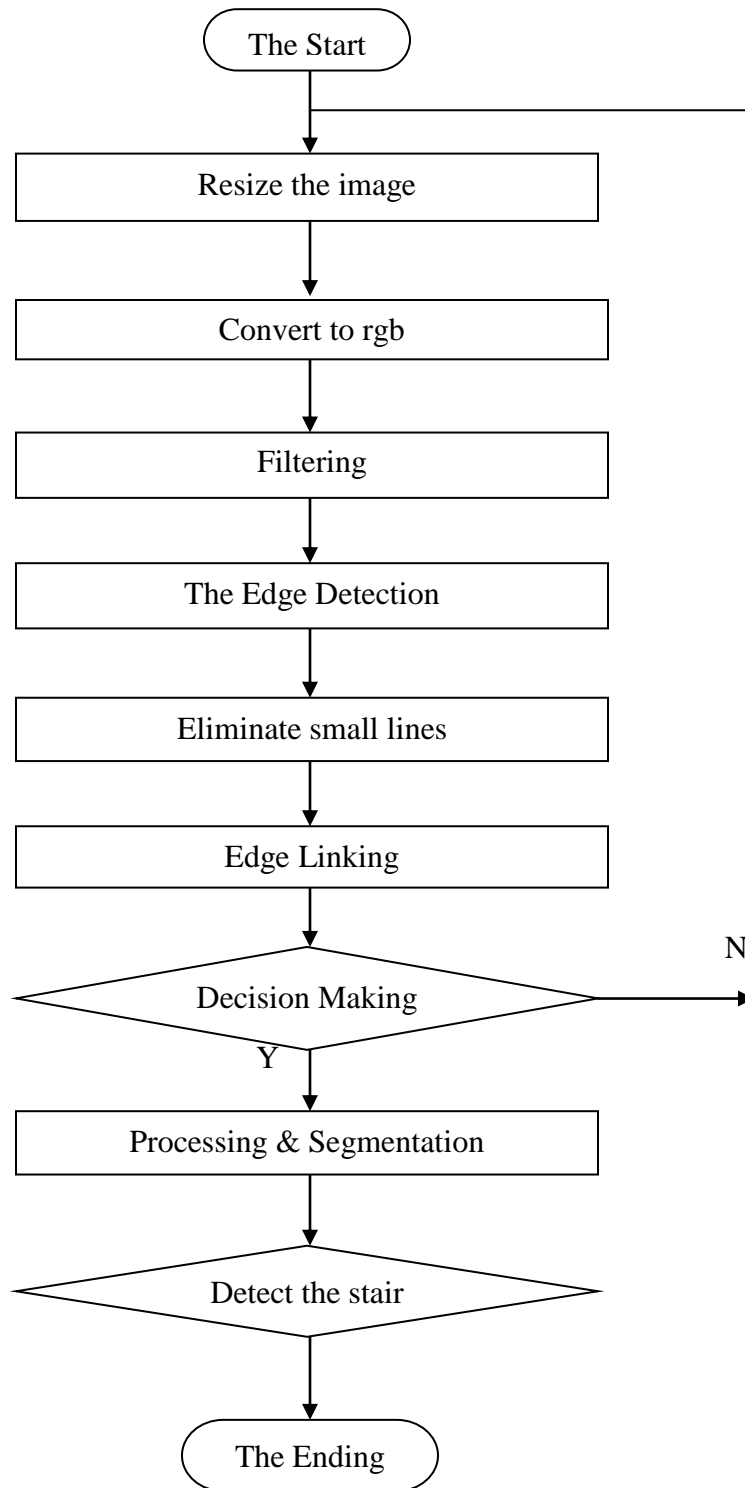 The Start
Resize the image
Convert to rgb
Filtering
The Edge Detection
Eliminate small lines
Edge Linking
N
Decision Making
Y
Processing & Segmentation
Detect the stair
The Ending